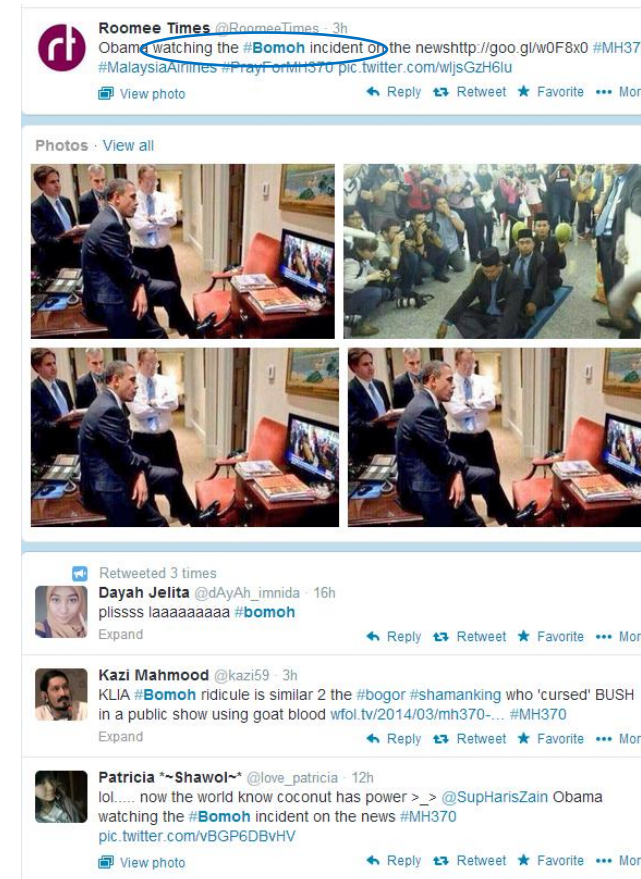 Roomee Times @RoomeeTimes · 3h
Obama watching the #Bomoh incident on the newshttp://goo.gl/w0F8x0 #MH37
#MalaysiaAirlines #PrayForMH370 pic.twitter.com/wljsGzH6lu
View photo Reply Retweet Favorite ••• Mor
Photos · View all
Retweeted 3 times
Dayah Jelita @dAyAh_imnida · 16h
plissss laaaaaaaaa #bomoh
Expand Reply Retweet Favorite ••• Mor
Kazi Mahmood @kazi59 · 3h
KLIA #Bomoh ridicule is similar 2 the #bogor #shamanking who 'cursed' BUSH
in a public show using goat blood wfol.tv/2014/03/mh370-... #MH370
Expand Reply Retweet Favorite ••• Mor
Patricia *~Shawol~* @love_patricia · 12h
lol..... now the world know coconut has power >_> @SupHarisZain Obama
watching the #Bomoh incident on the news #MH370
pic.twitter.com/vBGP6DBvHV
View photo Reply Retweet Favorite ••• Mor